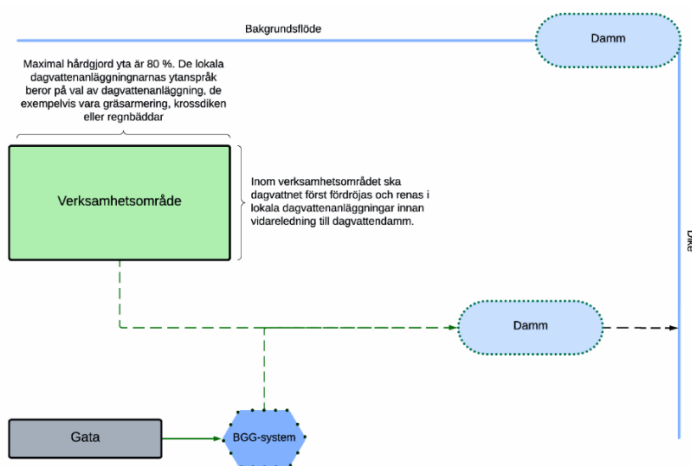 Bakgrundsflöde
Damm
Maximal hårdgjord yta är 80 %. De lokala
dagvattenanläggningnarnas ytanspråk
beror på val av dagvattenanläggning, de
exempelvis vara gräsarmering, krossdiken
eller regnbäddar
Verksamhetsområde
Inom verksamhetsområdet ska
dagvattnet först fördröjas och renas i
lokala dagvattenanläggningar innan
vidareledning till dagvattendamm.
Dike
Damm
Gata
BGG-system